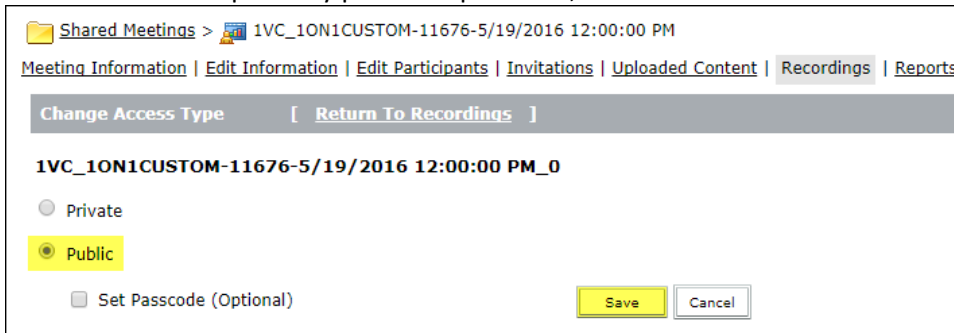 Shared Meetings > 1VC_1ON1CUSTOM-11676-5/19/2016 12:00:00 PM
Meeting Information | Edit Information | Edit Participants | Invitations | Uploaded Content | Recordings | Reports
Change Access Type [ Return To Recordings ]
1VC_1ON1CUSTOM-11676-5/19/2016 12:00:00 PM_0
Private
Public
Set Passcode (Optional) Save Cancel